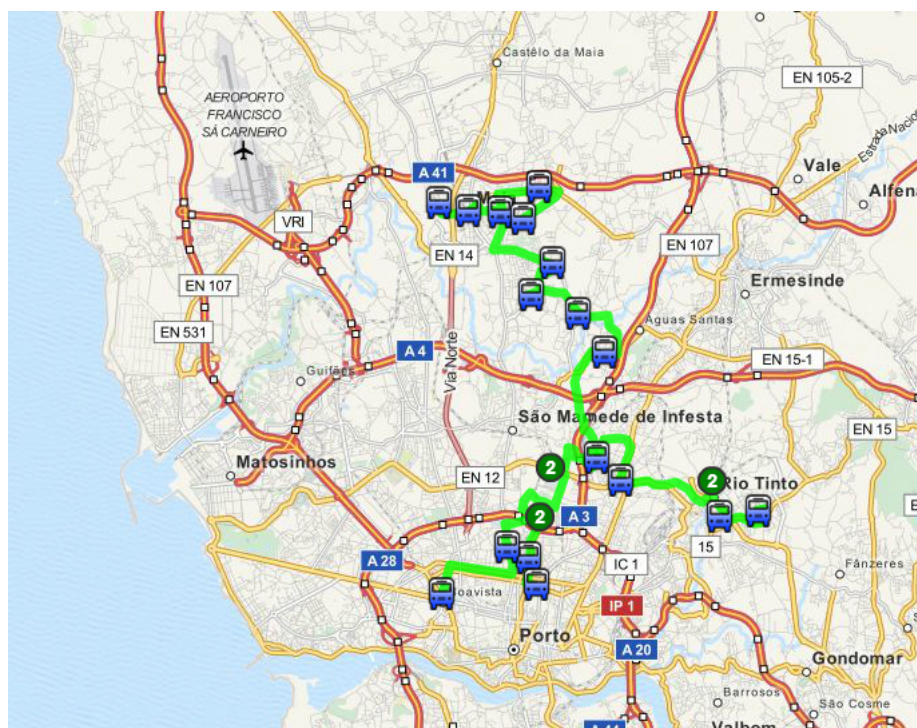 Castêlo da Maia
EN 105-2
AEROPORTO
FRANCISCO
SÁ CARNEIRO
Estrada Nacio
Vale
A 41
Alfena
VRI
EN 14
EN 107
EN 107
Ermesinde
EN 531
Águas Santas
Via Norte
A 4
EN 15-1
Guifões
São Mamede de Infesta
EN 15
Matosinhos
2
EN 12
2
Rio Tinto
2
A 3
15
A 28
IC 1
Fânzeres
oavista
IP 1
Porto
A 20
Gondomar
Barrosos
São Cosme
Valbom